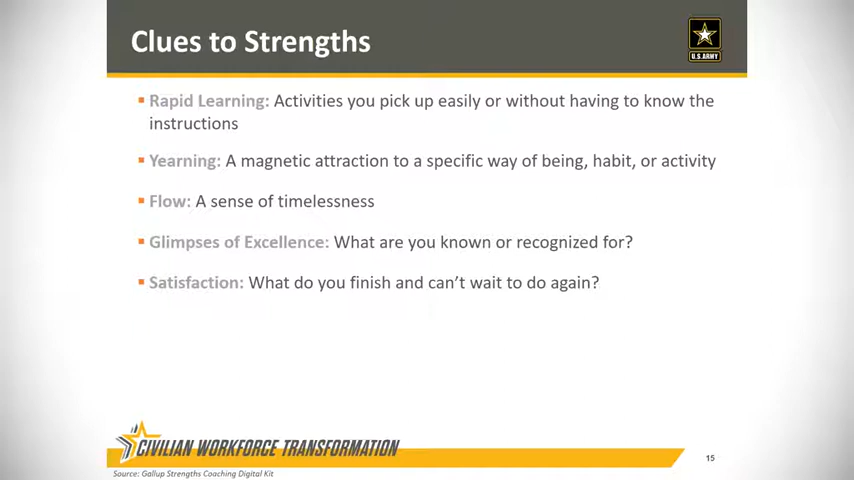 Clues to Strengths
U.S.ARMY
Rapid Learning: Activities you pick up easily or without having to know the
instructions
Yearning: A magnetic attraction to a specific way of being, habit, or activity
Flow: A sense of timelessness
Glimpses of Excellence: What are you known or recognized for?
Satisfaction: What do you finish and can't wait to do again?
CIVILIAN WORKFORCE TRANSFORMATION
15
Source: Gallup Strengths Coaching Digital Kit